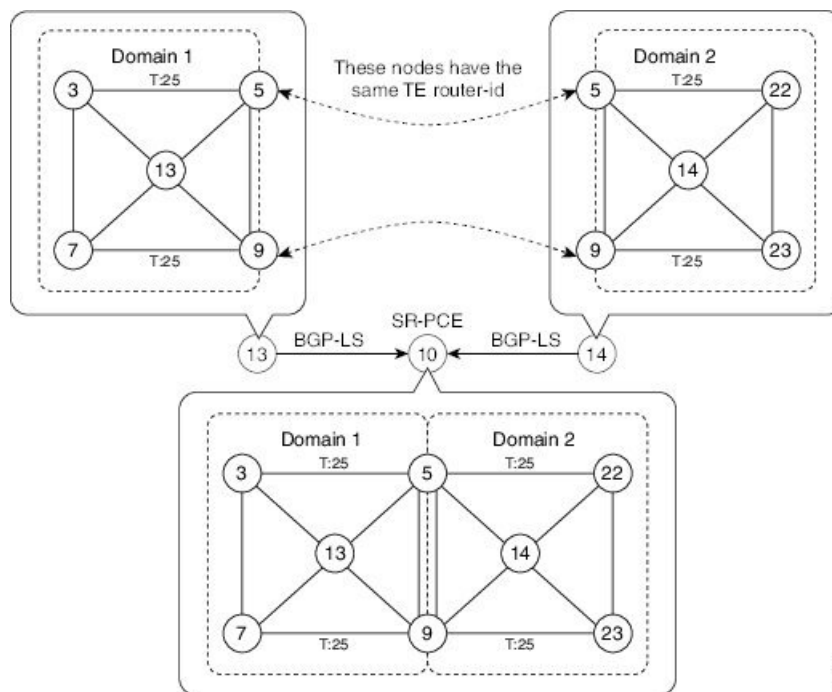 Domain 1
T:25
3
5
13
7
9
T:25
These nodes have the
same TE router-id
Domain 2
T:25
5
22
14
9
23
T:25
SR-PCE
13
BGP-LS
10
BGP-LS
14
Domain 1
Domain 2
T:25
T:25
3
5
22
13
14
7
9
23
T:25
T:25